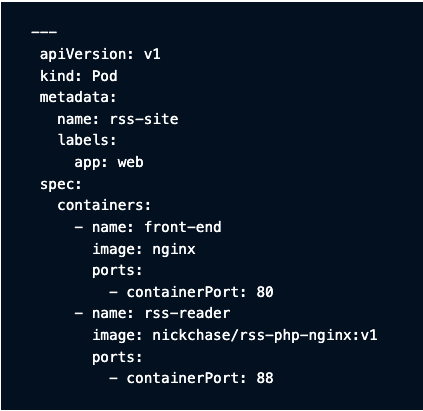 ---
apiVersion: v1
kind: Pod
metadata:
  name: rss-site
  labels:
    app: web
spec:
  containers:
    - name: front-end
      image: nginx
      ports:
        - containerPort: 80
    - name: rss-reader
      image: nickchase/rss-php-nginx:v1
      ports:
        - containerPort: 88